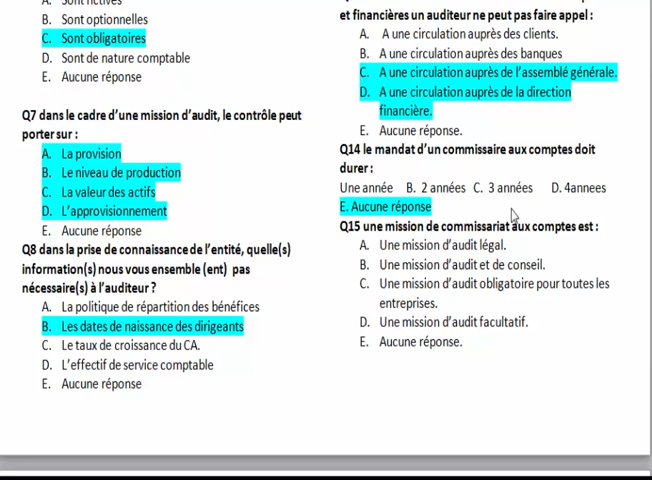 B. Sont optionnelles
C. Sont obligatoires
D. Sont de nature comptable
E. Aucune réponse
Q7 dans le cadre d’une mission d’audit, le contrôle peut
porter sur :
A. La provision
B. Le niveau de production
C. La valeur des actifs
D. L’approvisionnement
E. Aucune réponse
Q8 dans la prise de connaissance de l’entité, quelle(s)
information(s) nous vous ensemble (ent) pas
nécessaire(s) à l’auditeur ?
A. La politique de répartition des bénéfices
B. Les dates de naissance des dirigeants
C. Le taux de croissance du CA.
D. L’effectif de service comptable
E. Aucune réponse
et financières un auditeur ne peut pas faire appel :
A. A une circulation auprès des clients.
B. A une circulation auprès des banques
C. A une circulation auprès de l’assemblé générale.
D. A une circulation auprès de la direction
financière.
E. Aucune réponse.
Q14 le mandat d’un commissaire aux comptes doit
durer :
Une année B. 2 années C. 3 années D. 4annees
E. Aucune réponse
Q15 une mission de commissariat aux comptes est :
A. Une mission d’audit légal.
B. Une mission d’audit et de conseil.
C. Une mission d’audit obligatoire pour toutes les
entreprises.
D. Une mission d’audit facultatif.
E. Aucune réponse.